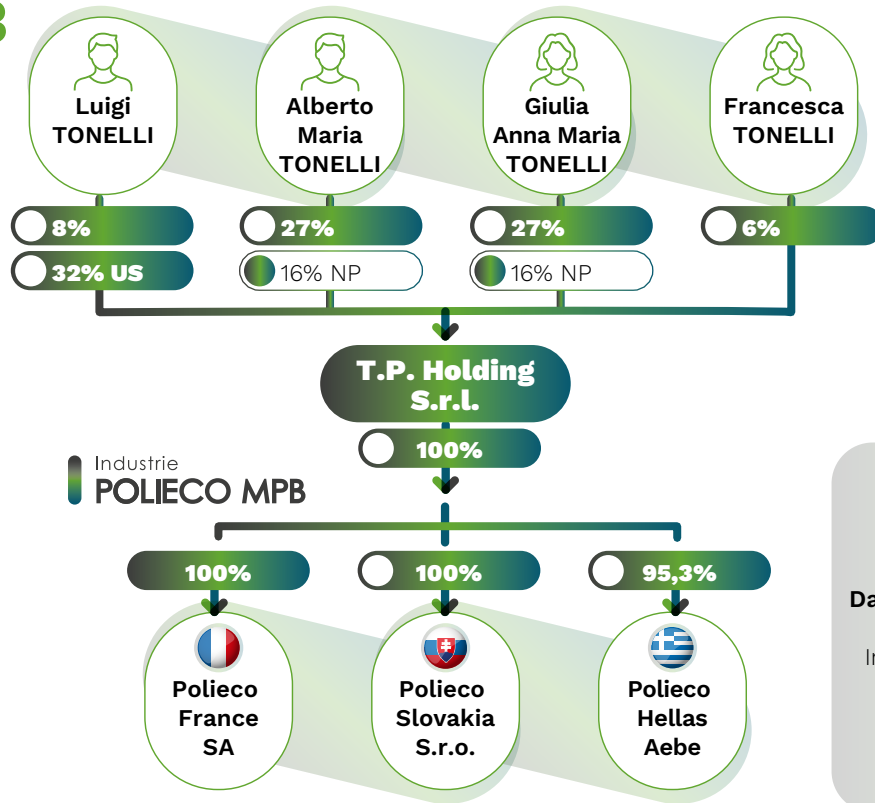 Luigi
TONELLI
Alberto
Maria
TONELLI
Giulia
Anna Maria
TONELLI
Francesca
TONELLI
8%
27%
27%
6%
32% US
16% NP
16% NP
T.P. Holding
S.r.l.
100%
Industrie
POLIECO MPB
100%
100%
95,3%
Polieco
France
SA
Polieco
Slovakia
S.r.o.
Polieco
Hellas
Aebe